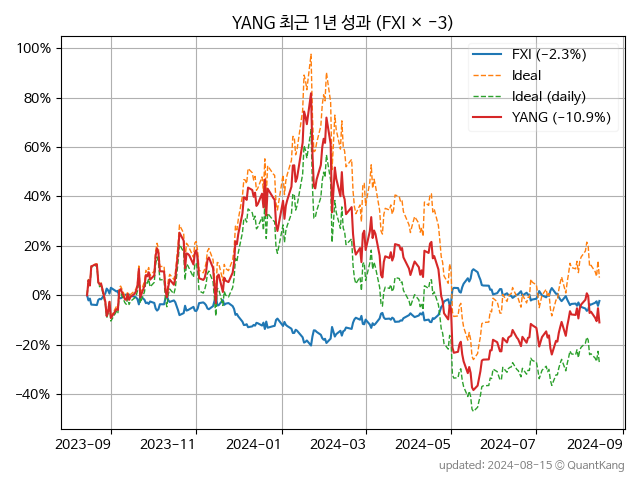 YANG 최근 1년 성과 (FXI × −3)
FXI (−2.3%)
Ideal
Ideal (daily)
YANG (−10.9%)
100%
80%
60%
40%
20%
0%
−20%
−40%
2023-09 2023-11 2024-01 2024-03 2024-05 2024-07 2024-09
updated: 2024-08-15 © QuantKang